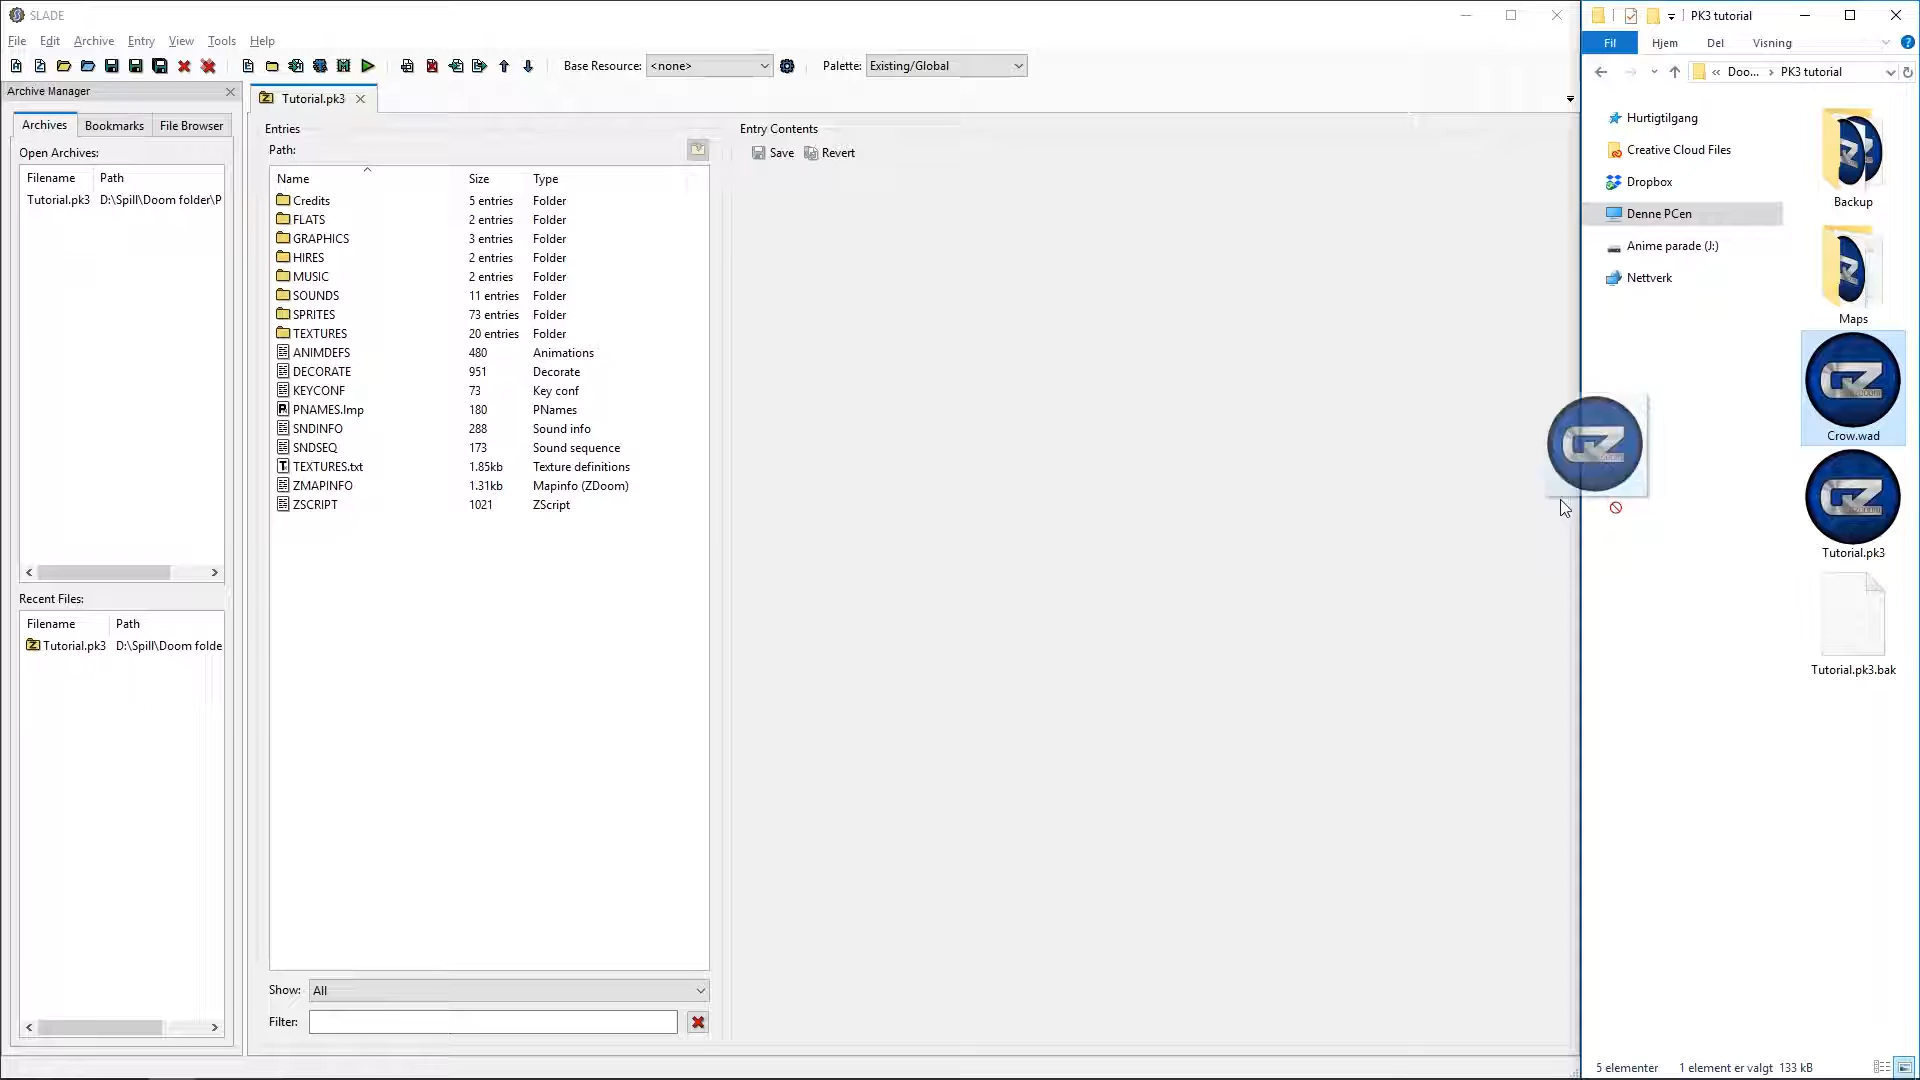 SLADE
File Edit Archive Entry View Tools Help
Base Resource: <none> Palette: Existing/Global
Archive Manager
Archives Bookmarks File Browser
Open Archives:
Filename Path
Tutorial.pk3 D:\Spill\Doom folder\P
Recent Files:
Filename Path
Tutorial.pk3 D:\Spill\Doom folde
Tutorial.pk3
Entries
Path:
Name Size Type
Credits 5 entries Folder
FLATS 2 entries Folder
GRAPHICS 3 entries Folder
HIRES 2 entries Folder
MUSIC 2 entries Folder
SOUNDS 11 entries Folder
SPRITES 73 entries Folder
TEXTURES 20 entries Folder
ANIMDEFS 480 Animations
DECORATE 951 Decorate
KEYCONF 73 Key conf
PNAMES.lmp 180 PNames
SNDINFO 288 Sound info
SNDSEQ 173 Sound sequence
TEXTURES.txt 1.85kb Texture definitions
ZMAPINFO 1.31kb Mapinfo (ZDoom)
ZSCRIPT 1021 ZScript
Show: All
Filter:
Entry Contents
Save Revert
PK3 tutorial
Fil Hjem Del Visning
« Doo... › PK3 tutorial
Hurtigtilgang
Creative Cloud Files
Dropbox
Denne PCen
Anime parade (J:)
Nettverk
Backup
Maps
Crow.wad
Tutorial.pk3
Tutorial.pk3.bak
5 elementer 1 element er valgt 133 kB